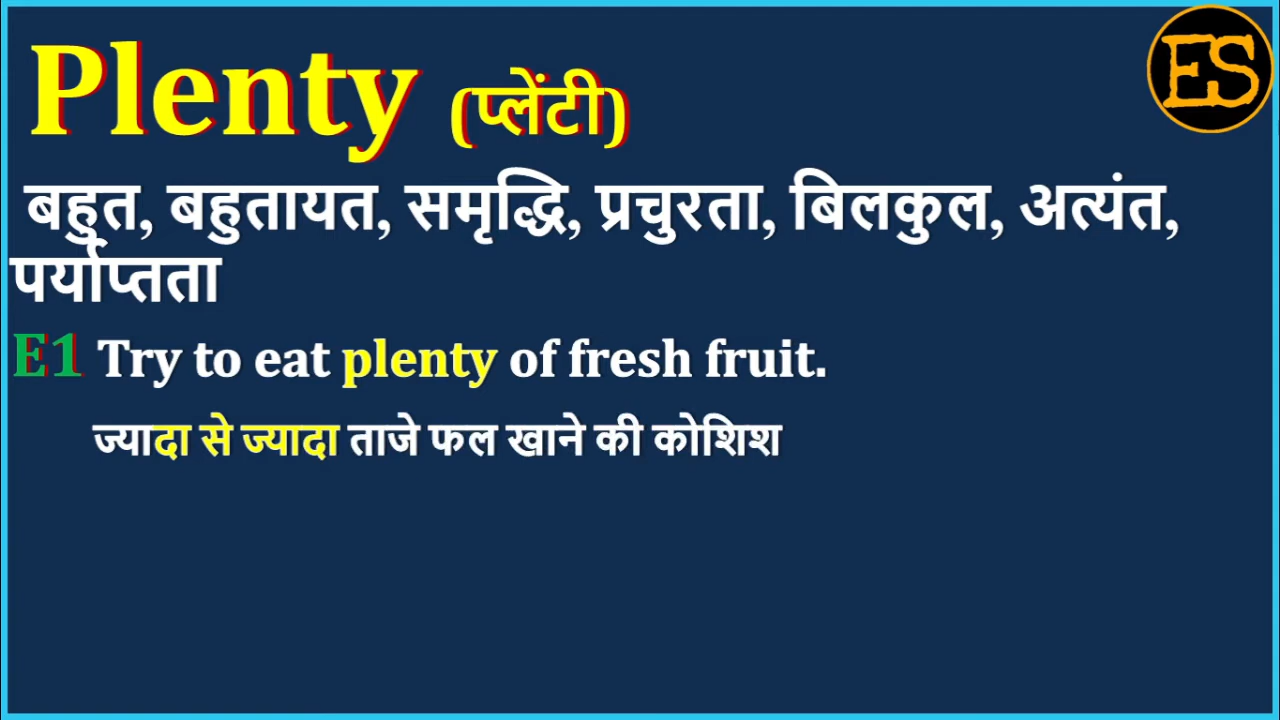 Plenty (प्लेंटी)
ES
बहुत, बहुतायत, समृद्धि, प्रचुरता, बिलकुल, अत्यंत,
पर्याप्तता
E1 Try to eat plenty of fresh fruit.
ज्यादा से ज्यादा ताजे फल खाने की कोशिश